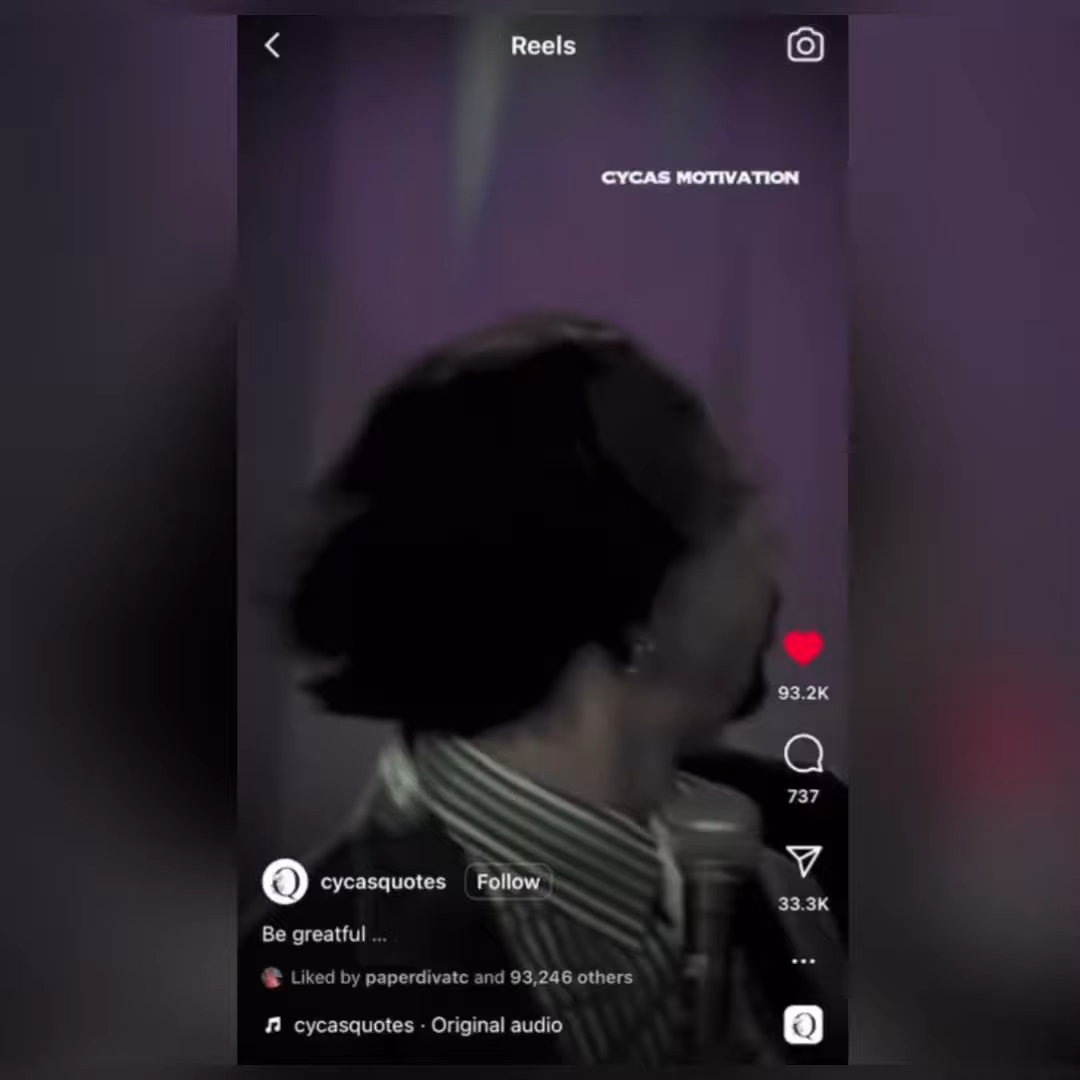 Reels
CYCAS MOTIVATION
93.2K
737
33.3K
cycasquotes Follow
Be greatful ...
Liked by paperdivatc and 93,246 others
cycasquotes · Original audio